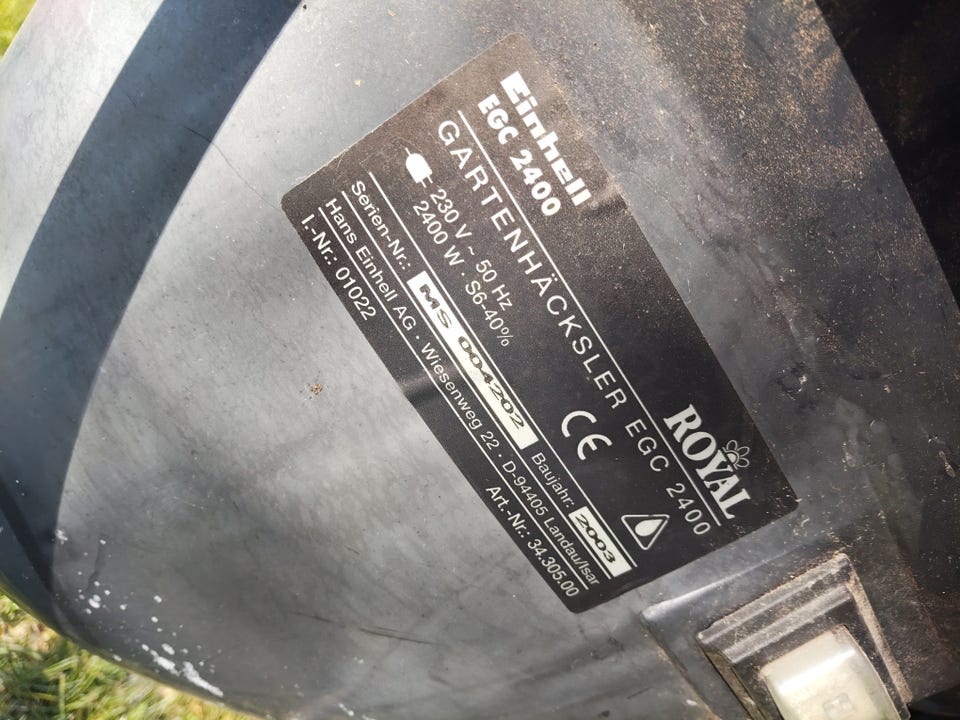 Einhell
EGC 2400
ROYAL
GARTENHÄCKSLER EGC 2400
230 V ~ 50 Hz
2400 W · S6-40%
CE
Serien-Nr.: MS 004202 Baujahr: 2003
Hans Einhell AG · Wiesenweg 22 · D-94405 Landau/Isar
I.-Nr.: 01022 Art.-Nr.: 34.305.00